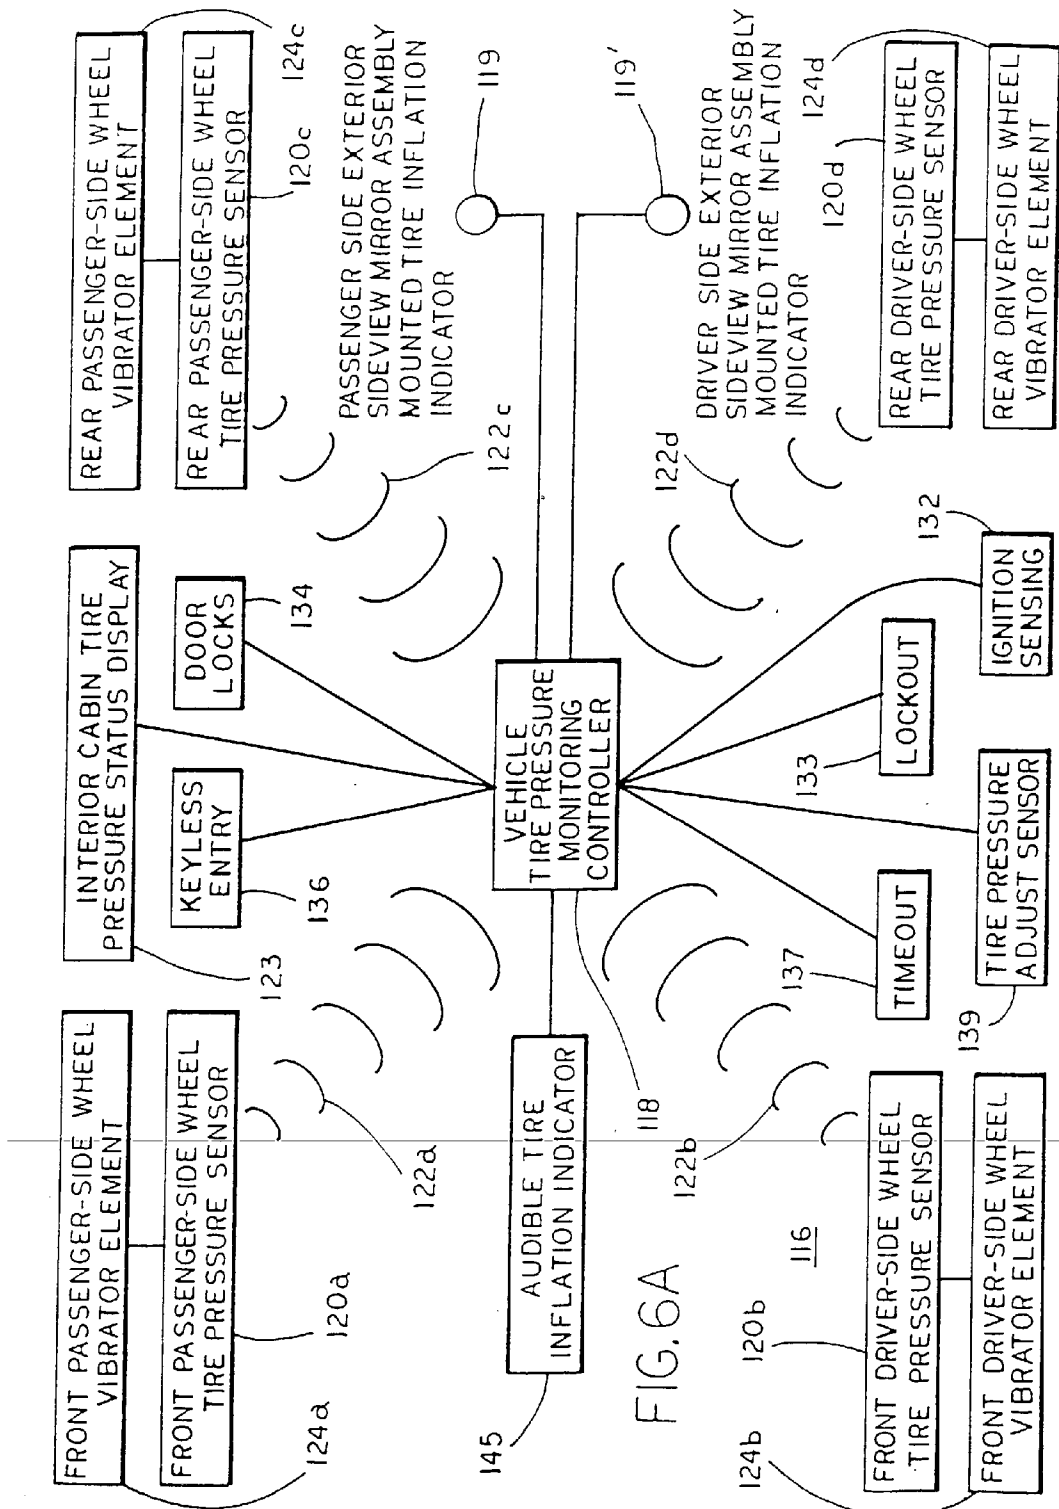 FRONT PASSENGER-SIDE WHEEL
VIBRATOR ELEMENT
FRONT PASSENGER-SIDE WHEEL
TIRE PRESSURE SENSOR
124a
120a
122a
INTERIOR CABIN TIRE
PRESSURE STATUS DISPLAY
123
KEYLESS
ENTRY
136
DOOR
LOCKS
134
REAR PASSENGER-SIDE WHEEL
VIBRATOR ELEMENT
REAR PASSENGER-SIDE WHEEL
TIRE PRESSURE SENSOR
124c
120c
122c
PASSENGER SIDE EXTERIOR
SIDEVIEW MIRROR ASSEMBLY
MOUNTED TIRE INFLATION
INDICATOR
119
AUDIBLE TIRE
INFLATION INDICATOR
145
VEHICLE
TIRE PRESSURE
MONITORING
CONTROLLER
118
119'
DRIVER SIDE EXTERIOR
SIDEVIEW MIRROR ASSEMBLY
MOUNTED TIRE INFLATION
INDICATOR
FIG. 6A
116
122b
120b
FRONT DRIVER-SIDE WHEEL
TIRE PRESSURE SENSOR
FRONT DRIVER-SIDE WHEEL
VIBRATOR ELEMENT
124b
137
TIMEOUT
139
TIRE PRESSURE
ADJUST SENSOR
133
LOCKOUT
132
IGNITION
SENSING
122d
120d
124d
REAR DRIVER-SIDE WHEEL
TIRE PRESSURE SENSOR
REAR DRIVER-SIDE WHEEL
VIBRATOR ELEMENT